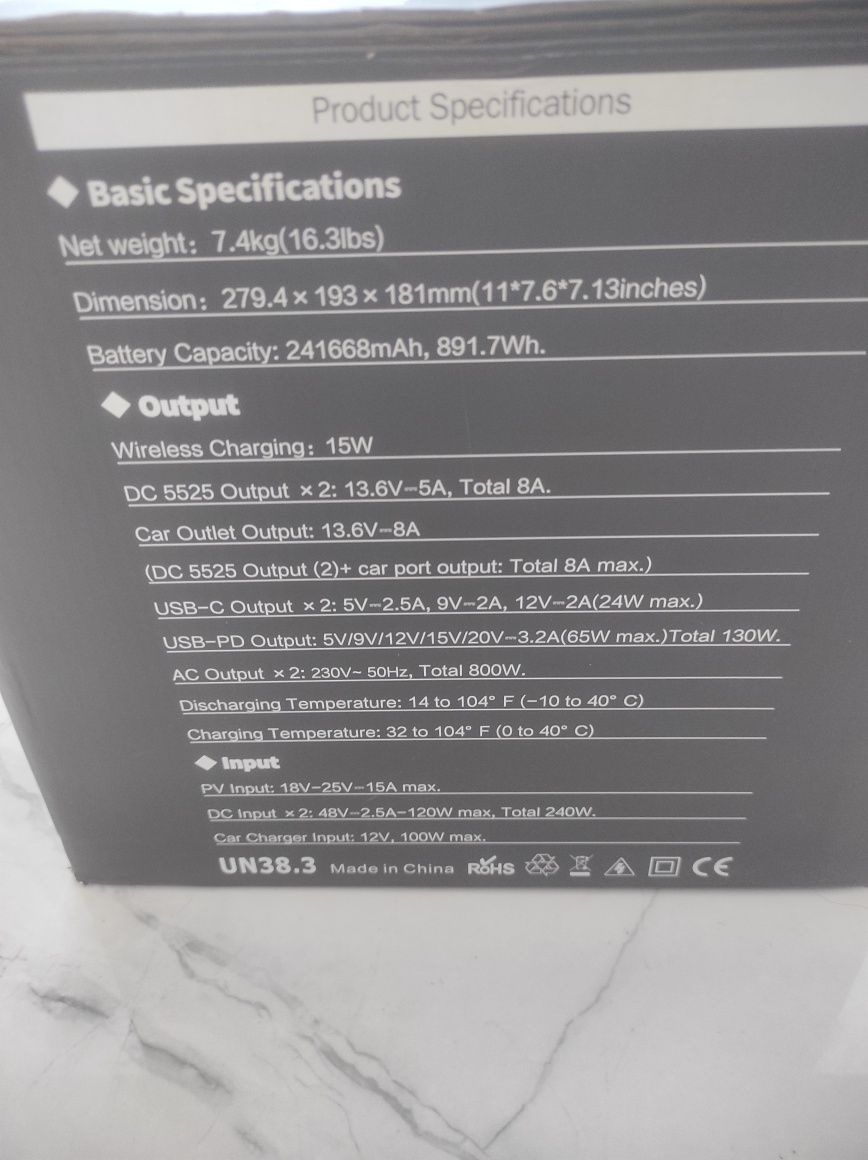 Product Specifications
◆ Basic Specifications
Net weight: 7.4kg(16.3lbs)
Dimension: 279.4×193×181mm(11*7.6*7.13inches)
Battery Capacity: 241668mAh, 891.7Wh.
◆ Output
Wireless Charging: 15W
DC 5525 Output ×2: 13.6V⎓5A, Total 8A.
Car Outlet Output: 13.6V⎓8A
(DC 5525 Output (2)+ car port output: Total 8A max.)
USB-C Output ×2: 5V⎓2.5A, 9V⎓2A, 12V⎓2A(24W max.)
USB-PD Output: 5V/9V/12V/15V/20V⎓3.2A(65W max.)Total 130W.
AC Output ×2: 230V~ 50Hz, Total 800W.
Discharging Temperature: 14 to 104° F (-10 to 40° C)
Charging Temperature: 32 to 104° F (0 to 40° C)
◆ Input
PV Input: 18V-25V⎓15A max.
DC Input ×2: 48V⎓2.5A-120W max, Total 240W.
Car Charger Input: 12V, 100W max.
UN38.3 Made in China RoHS CE